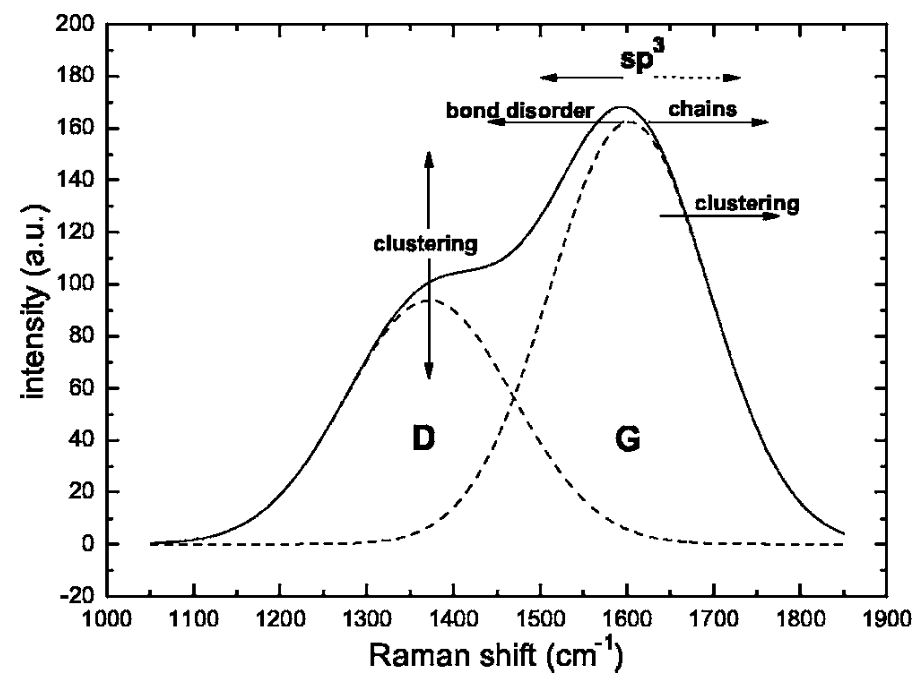 200
180
160
140
120
100
80
60
40
20
0
-20
intensity (a.u.)
sp³
bond disorder
chains
clustering
clustering
D
G
1000 1100 1200 1300 1400 1500 1600 1700 1800 1900
Raman shift (cm⁻¹)